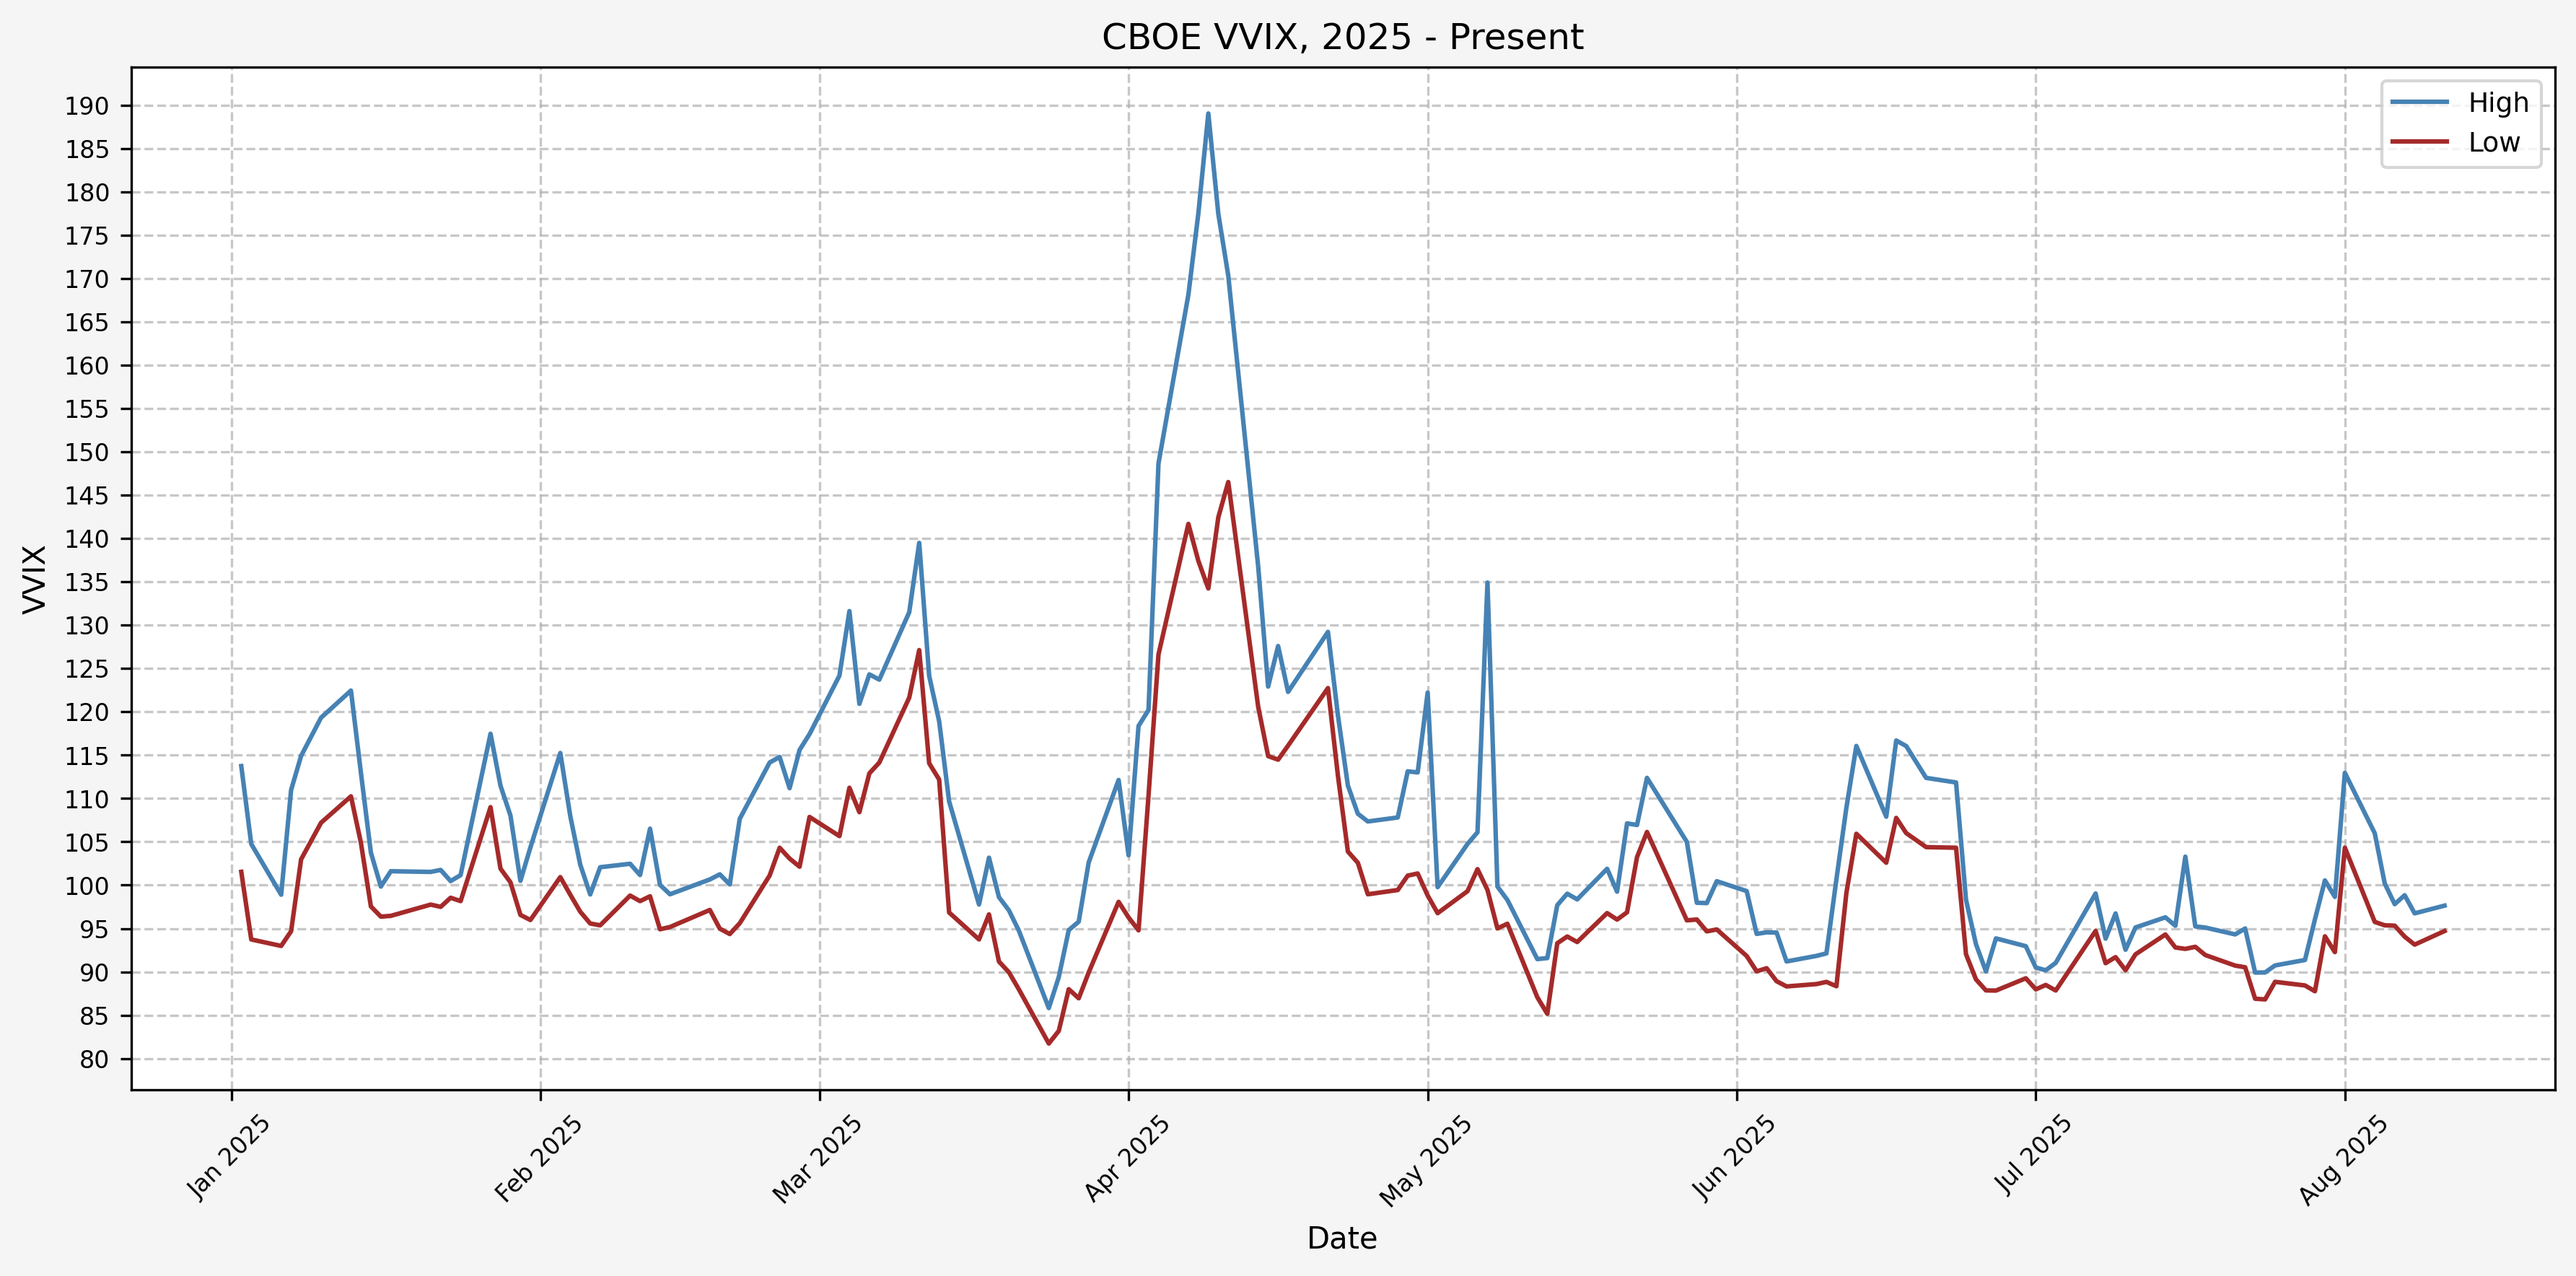 CBOE VVIX, 2025 - Present
High
Low
VVIX
190
185
180
175
170
165
160
155
150
145
140
135
130
125
120
115
110
105
100
95
90
85
80
Jan 2025
Feb 2025
Mar 2025
Apr 2025
May 2025
Jun 2025
Jul 2025
Aug 2025
Date